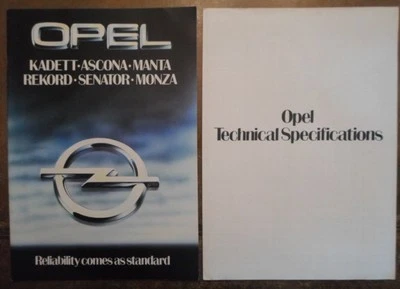 OPEL
KADETT·ASCONA·MANTA
REKORD·SENATOR·MONZA
Reliability comes as standard
Opel
Technical Specifications